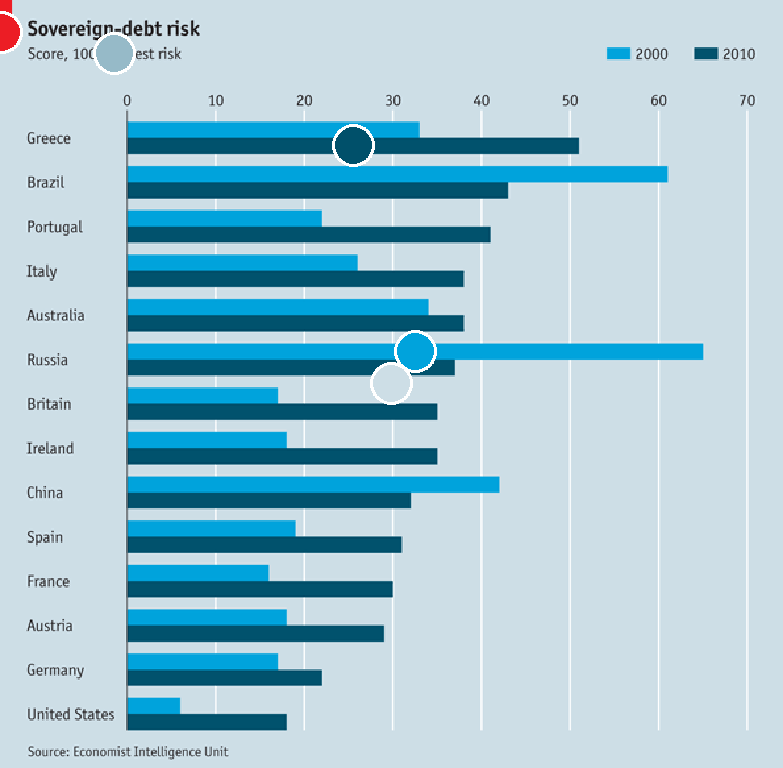 Sovereign-debt risk
Score, 100 est risk
2000 2010
0 10 20 30 40 50 60 70
Greece
Brazil
Portugal
Italy
Australia
Russia
Britain
Ireland
China
Spain
France
Austria
Germany
United States
Source: Economist Intelligence Unit